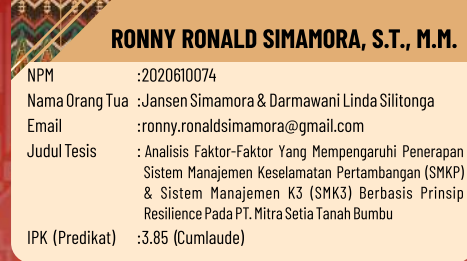 RONNY RONALD SIMAMORA, S.T., M.M.
NPM :2020610074
Nama Orang Tua :Jansen Simamora & Darmawani Linda Silitonga
Email :ronny.ronaldsimamora@gmail.com
Judul Tesis : Analisis Faktor-Faktor Yang Mempengaruhi Penerapan
Sistem Manajemen Keselamatan Pertambangan (SMKP)
& Sistem Manajemen K3 (SMK3) Berbasis Prinsip
Resilience Pada PT. Mitra Setia Tanah Bumbu
IPK (Predikat) :3.85 (Cumlaude)